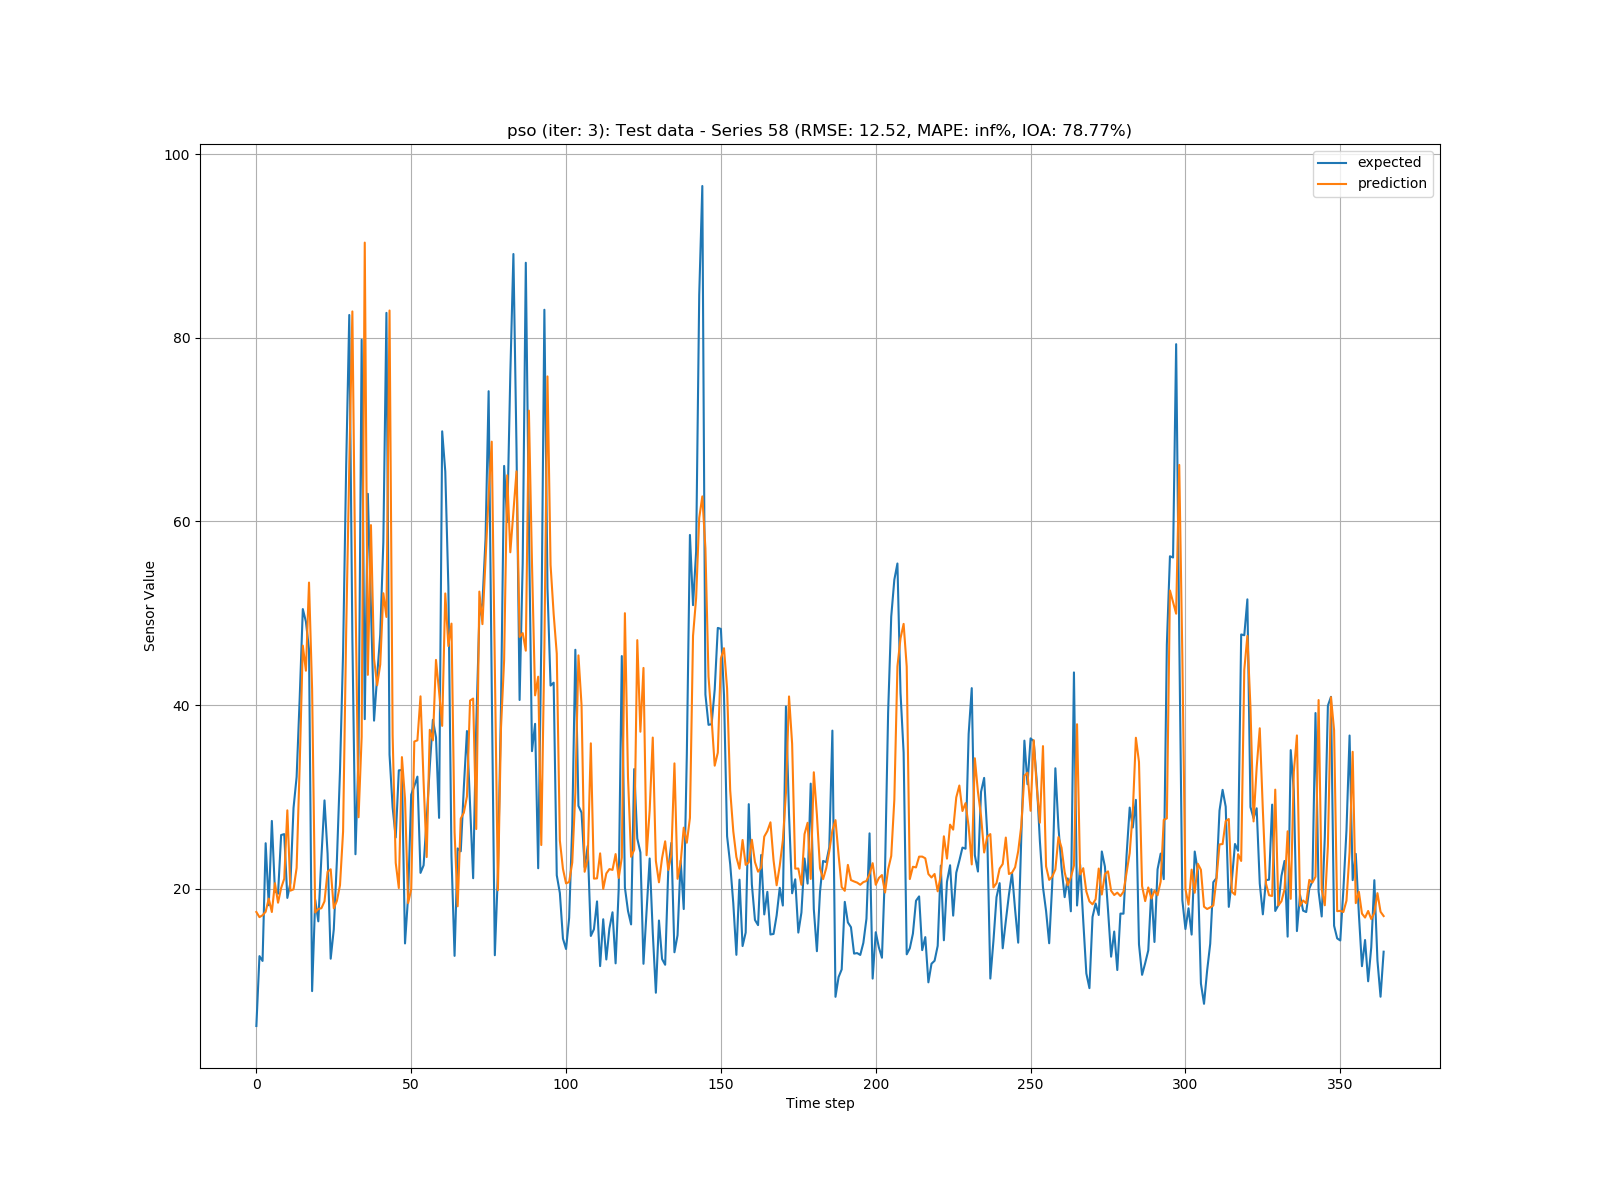 pso (iter: 3): Test data - Series 58 (RMSE: 12.52, MAPE: inf%, IOA: 78.77%)
expected
prediction
100
80
60
40
20
Sensor Value
0 50 100 150 200 250 300 350
Time step